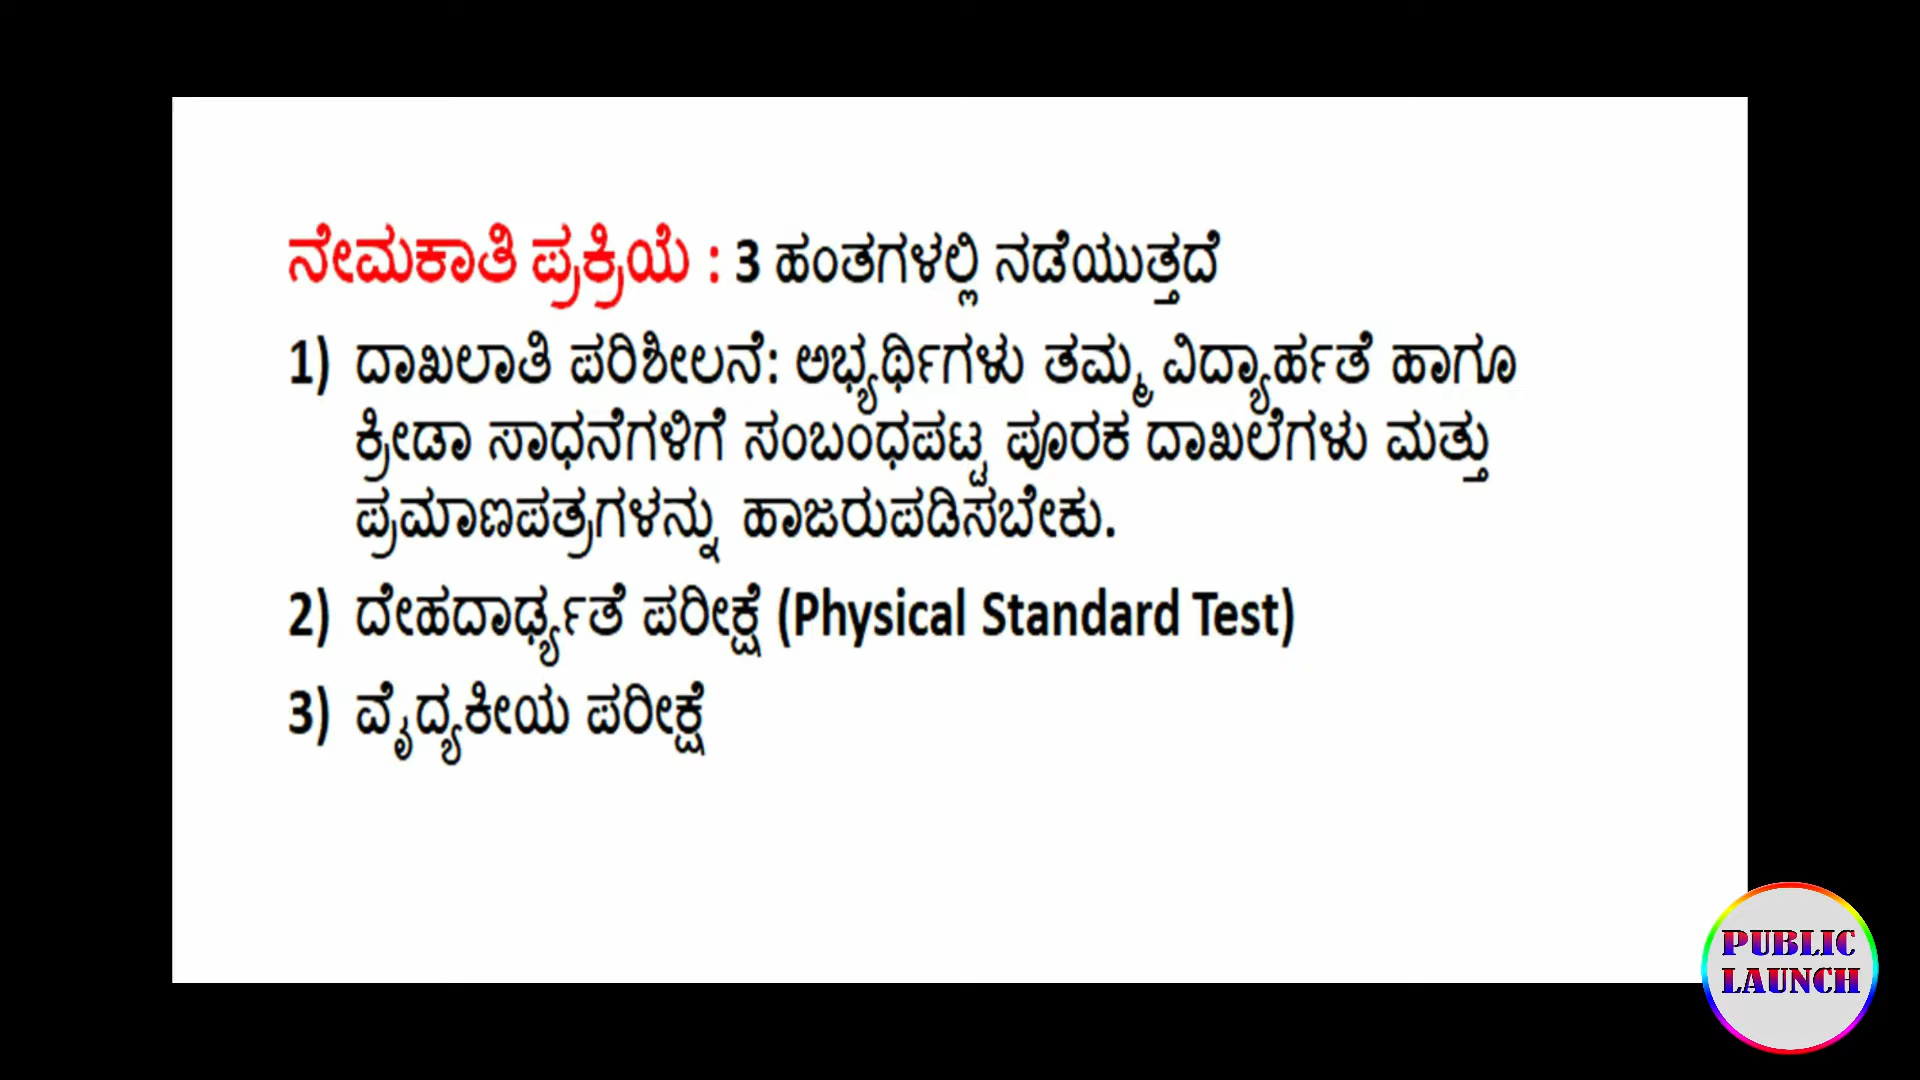 ನೇಮಕಾತಿ ಪ್ರಕ್ರಿಯೆ : 3 ಹಂತಗಳಲ್ಲಿ ನಡೆಯುತ್ತದೆ
1) ದಾಖಲಾತಿ ಪರಿಶೀಲನೆ: ಅಭ್ಯರ್ಥಿಗಳು ತಮ್ಮ ವಿದ್ಯಾರ್ಹತೆ ಹಾಗೂ
ಕ್ರೀಡಾ ಸಾಧನೆಗಳಿಗೆ ಸಂಬಂಧಪಟ್ಟ ಪೂರಕ ದಾಖಲೆಗಳು ಮತ್ತು
ಪ್ರಮಾಣಪತ್ರಗಳನ್ನು ಹಾಜರುಪಡಿಸಬೇಕು.
2) ದೇಹದಾರ್ಢ್ಯತೆ ಪರೀಕ್ಷೆ (Physical Standard Test)
3) ವೈದ್ಯಕೀಯ ಪರೀಕ್ಷೆ
PUBLIC
LAUNCH